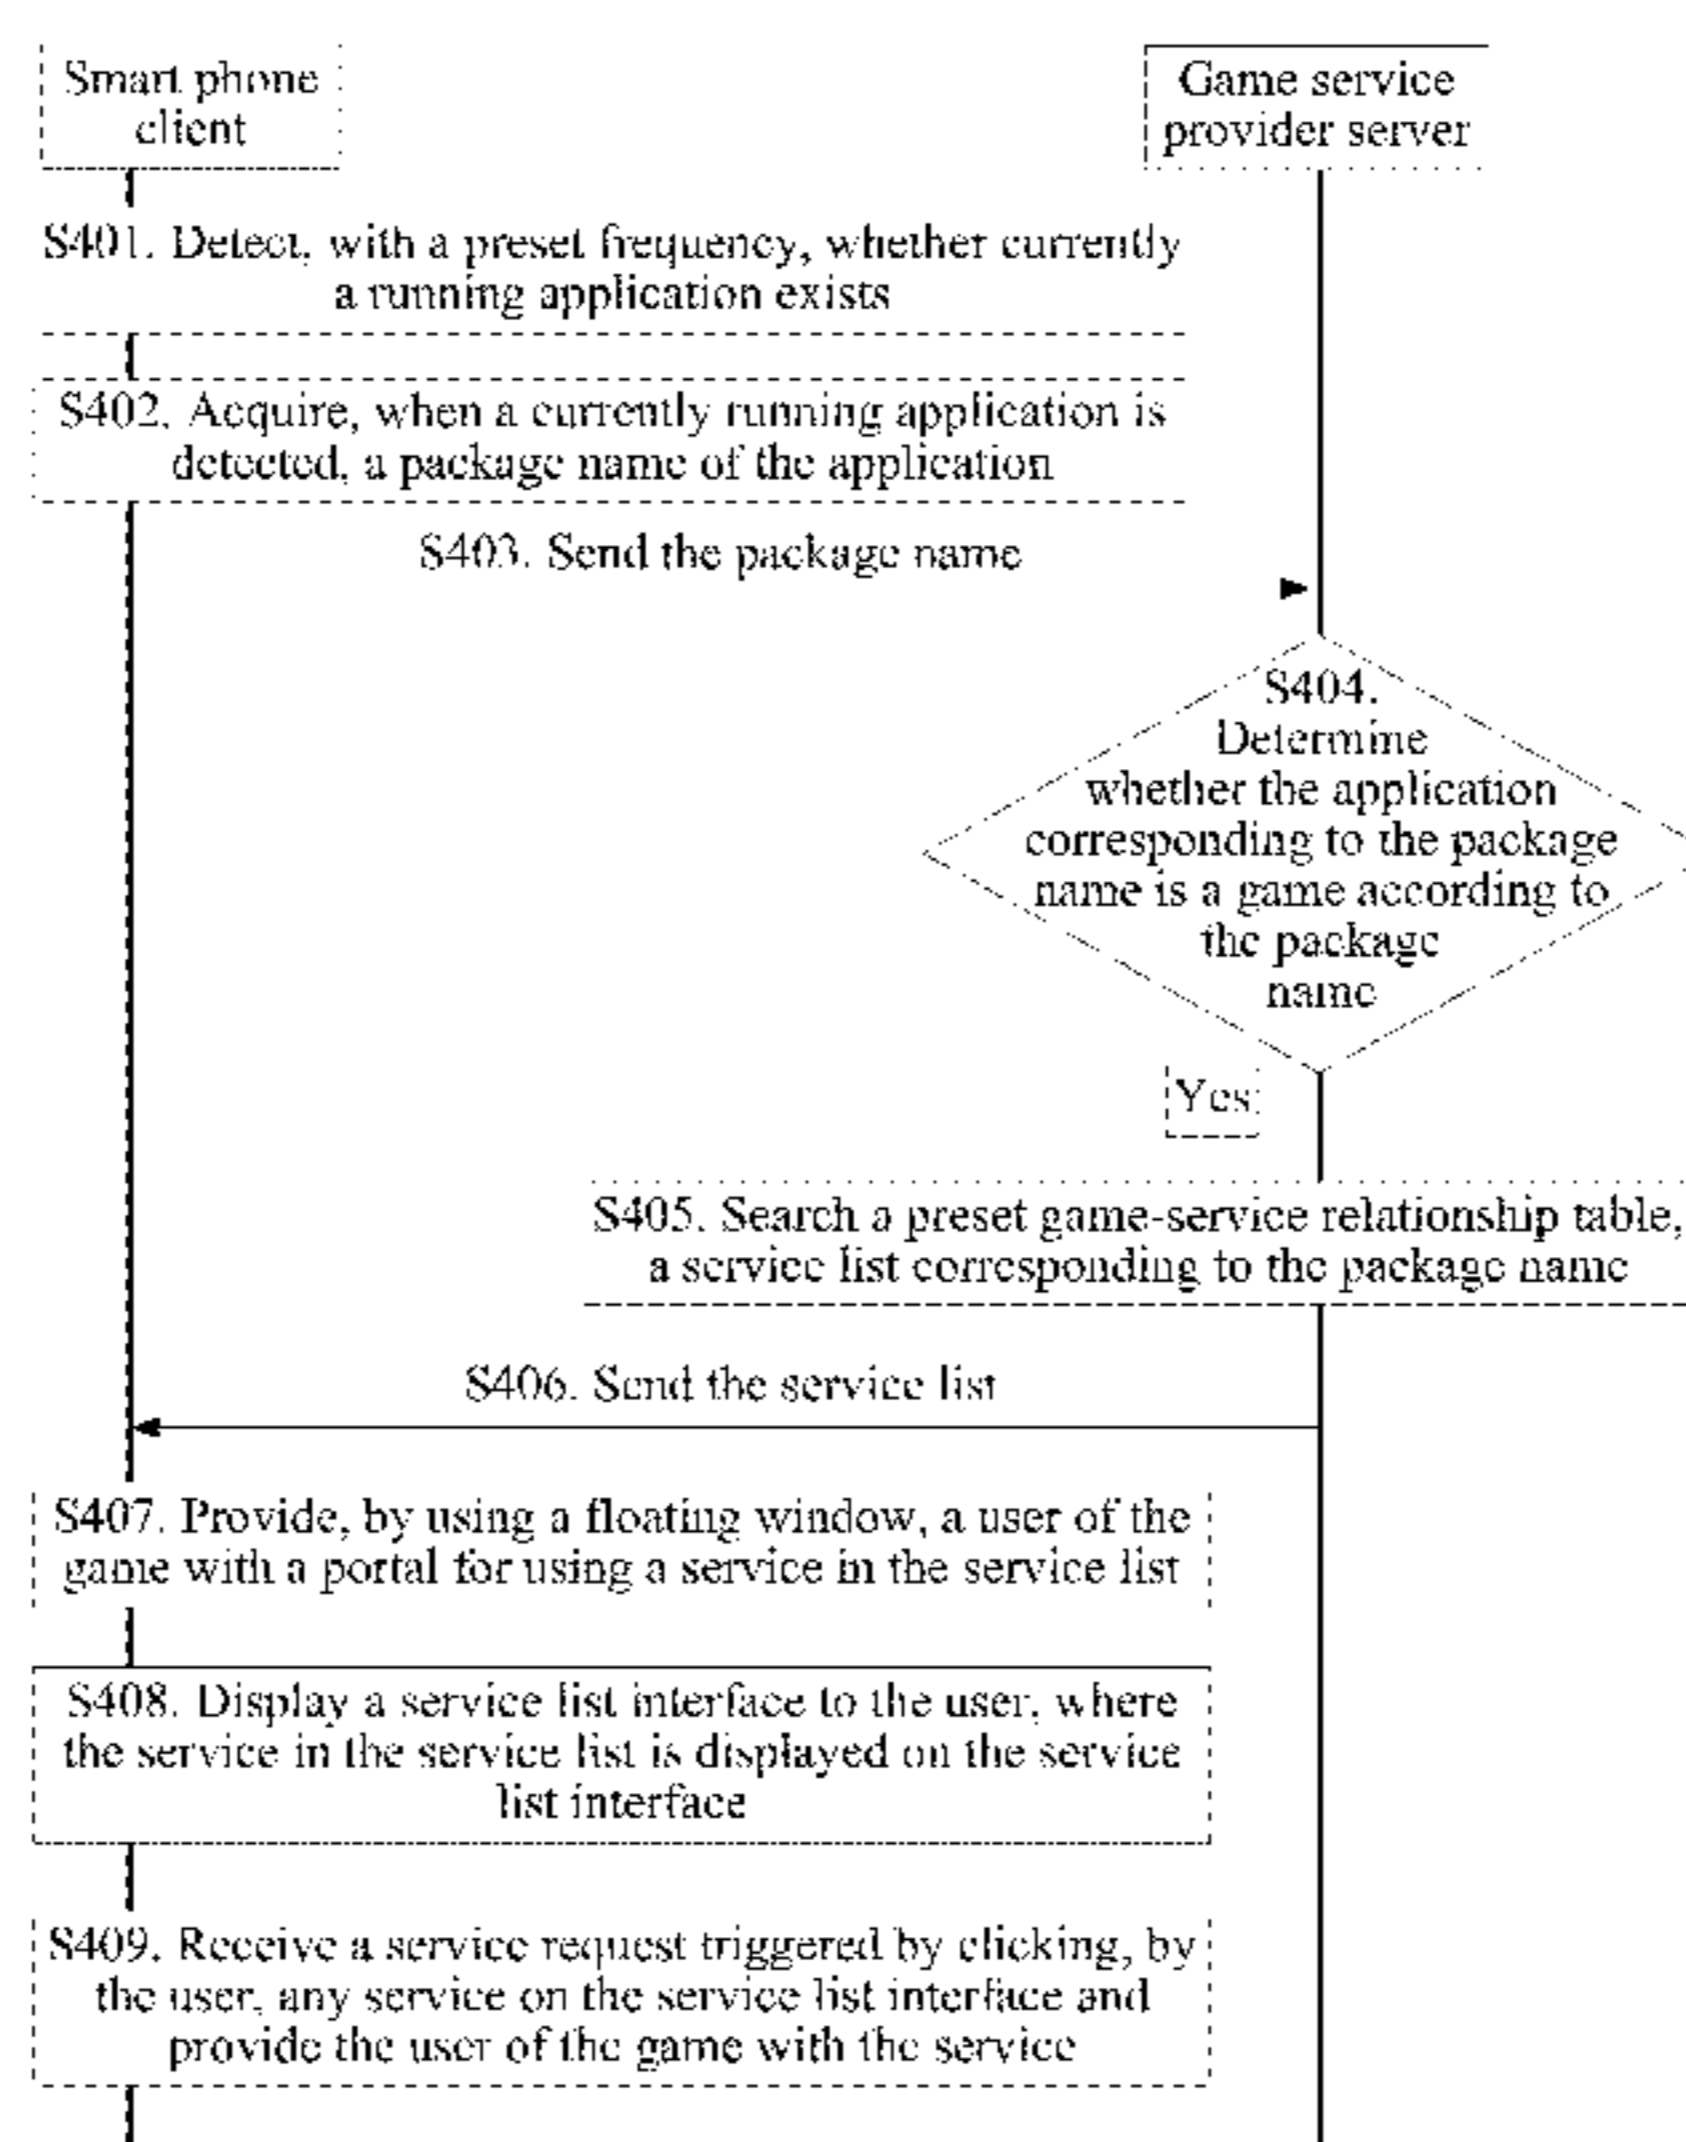 Smart phone
client
Game service
provider server
S401. Detect, with a preset frequency, whether currently
a running application exists
S402. Acquire, when a currently running application is
detected, a package name of the application
S403. Send the package name
S404.
Determine
whether the application
corresponding to the package
name is a game according to
the package
name
Yes
S405. Search a preset game-service relationship table,
a service list corresponding to the package name
S406. Send the service list
S407. Provide, by using a floating window, a user of the
game with a portal for using a service in the service list
S408. Display a service list interface to the user, where
the service in the service list is displayed on the service
list interface
S409. Receive a service request triggered by clicking, by
the user, any service on the service list interface and
provide the user of the game with the service